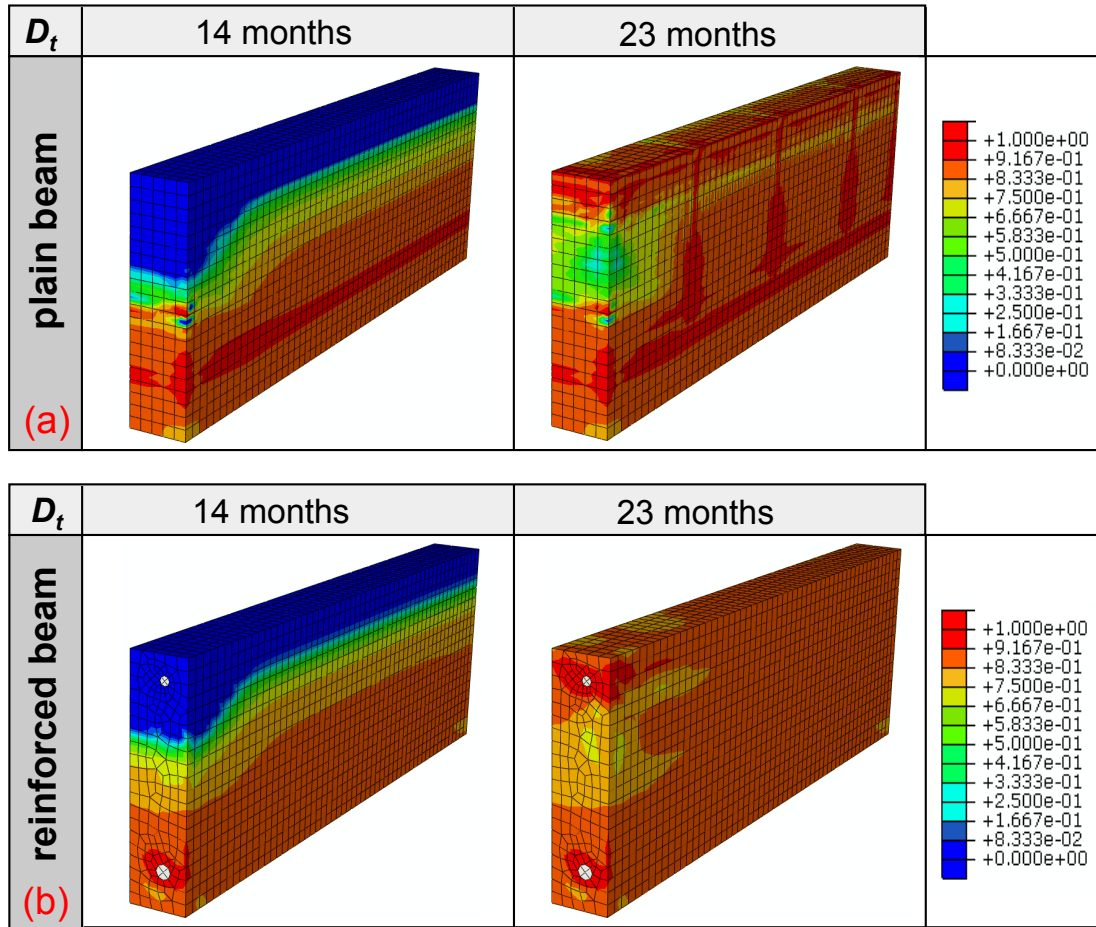 Dt 14 months 23 months
plain beam
(a)
+1.000e+00
+9.167e-01
+8.333e-01
+7.500e-01
+6.667e-01
+5.833e-01
+5.000e-01
+4.167e-01
+3.333e-01
+2.500e-01
+1.667e-01
+8.333e-02
+0.000e+00
Dt 14 months 23 months
reinforced beam
(b)
+1.000e+00
+9.167e-01
+8.333e-01
+7.500e-01
+6.667e-01
+5.833e-01
+5.000e-01
+4.167e-01
+3.333e-01
+2.500e-01
+1.667e-01
+8.333e-02
+0.000e+00